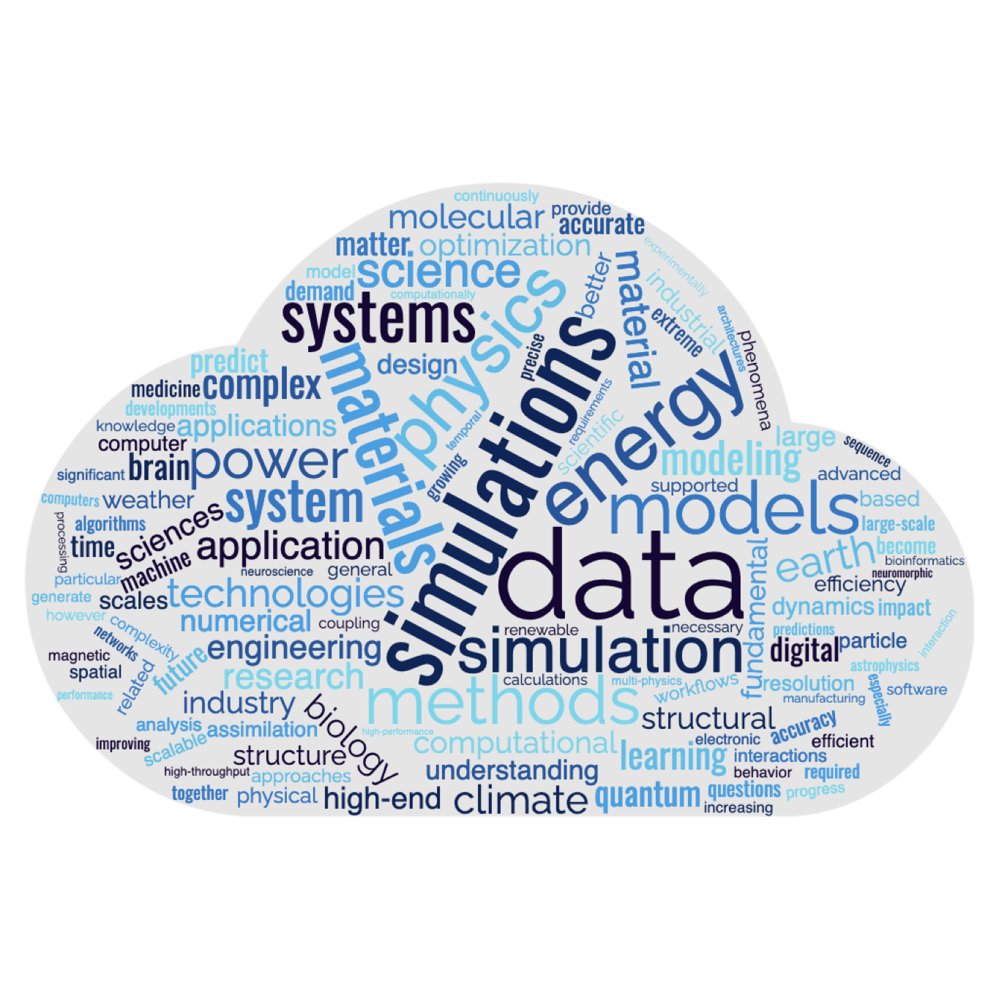 continuously
molecular
provide
accurate
matter.
optimization
experimentally
science
model
better
material
industrial
demand
computationally
physics
systems
extreme
architectures
phenomena
predict
materials
design
precise
simulations
energy
medicine
complex
requirements
developments
knowledge
applications
temporal
scientific
computer
large
sequence
brain
power
growing
modeling
significant
supported
advanced
computers
weather
system
models
based
processing
algorithms
sciences
large-scale
time
application
data
fundamental
earth
become
machine
neuroscience
general
bioinformatics
neuromorphic
particular
efficiency
generate
scales
technologies
dynamics
impact
however
complexity
numerical
coupling
renewable
necessary
predictions
interaction
networks
future
engineering
simulation
digital
particle
magnetic
spatial
related
research
calculations
multi-physics
astrophysics
performance
industry
biology
methods
workflows
resolution
especially
software
manufacturing
analysis
assimilation
high-performance
structural
accuracy
improving
scalable
structure
computational
learning
electronic
efficient
interactions
high-throughput
approaches
understanding
behavior
required
together
physical
high-end
climate
quantum
questions
progress
increasing